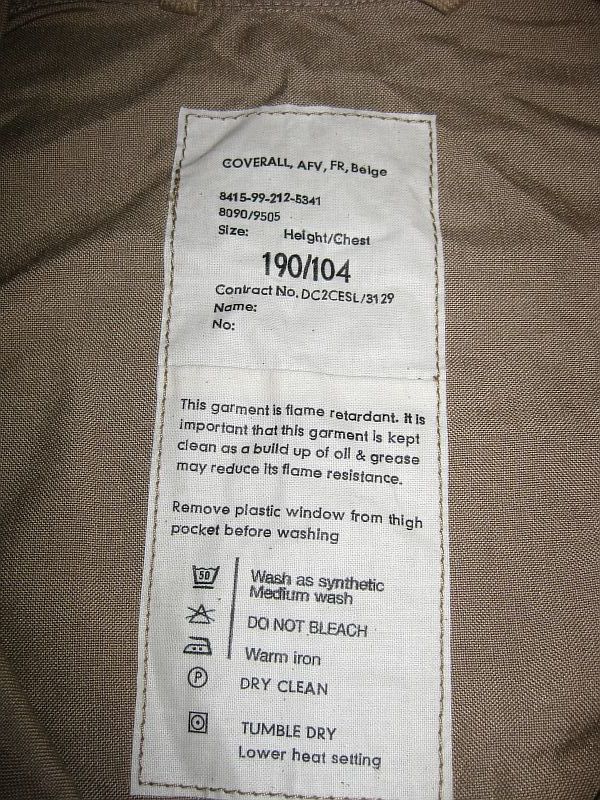 COVERALL, AFV, FR, Beige
8415-99-212-5341
8090/9505
Size: Height/Chest
190/104
Contract No. DC2CESL/3129
Name:
No:
This garment is flame retardant. It is
important that this garment is kept
clean as a build up of oil & grease
may reduce its flame resistance.
Remove plastic window from thigh
pocket before washing
50 Wash as synthetic
Medium wash
DO NOT BLEACH
Warm iron
P DRY CLEAN
TUMBLE DRY
Lower heat setting